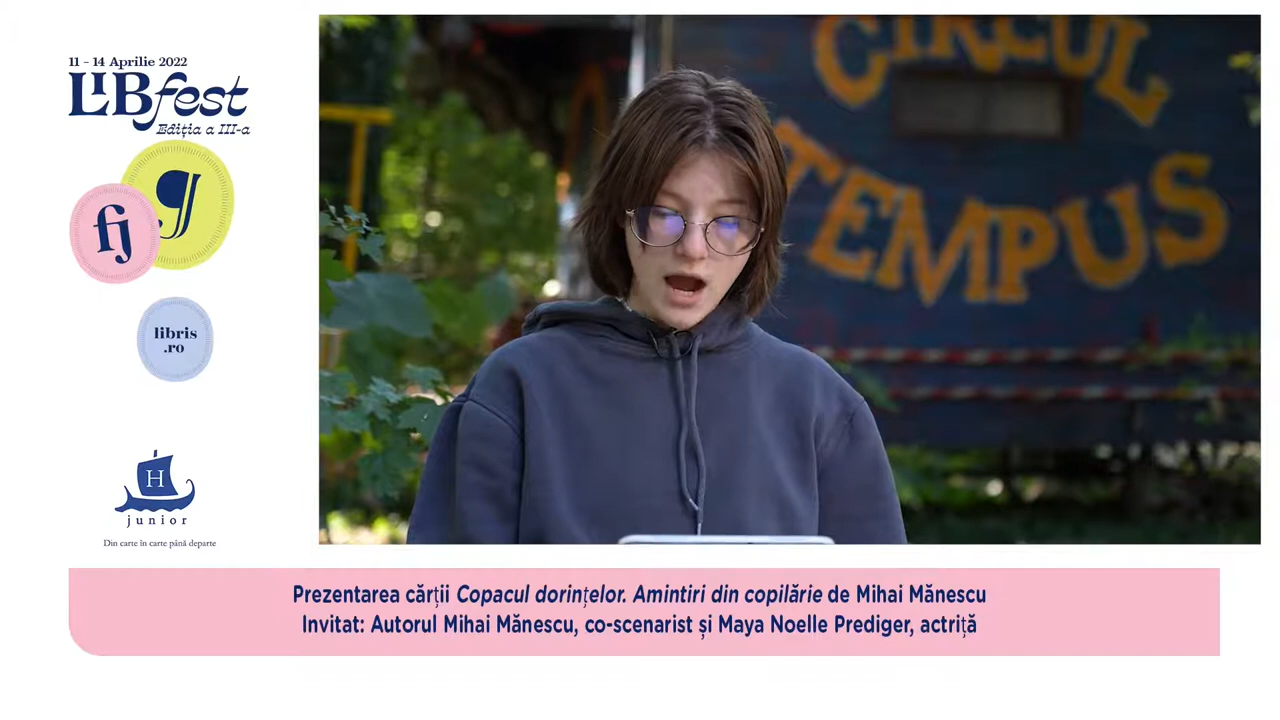 11 - 14 Aprilie 2022
LIBfest
Ediția a III-a
fj
libris
.ro
H
junior
Din carte în carte până departe
CIRCUL
TEMPUS
Prezentarea cărții Copacul dorințelor. Amintiri din copilărie de Mihai Mănescu
Invitat: Autorul Mihai Mănescu, co-scenarist și Maya Noelle Prediger, actriță